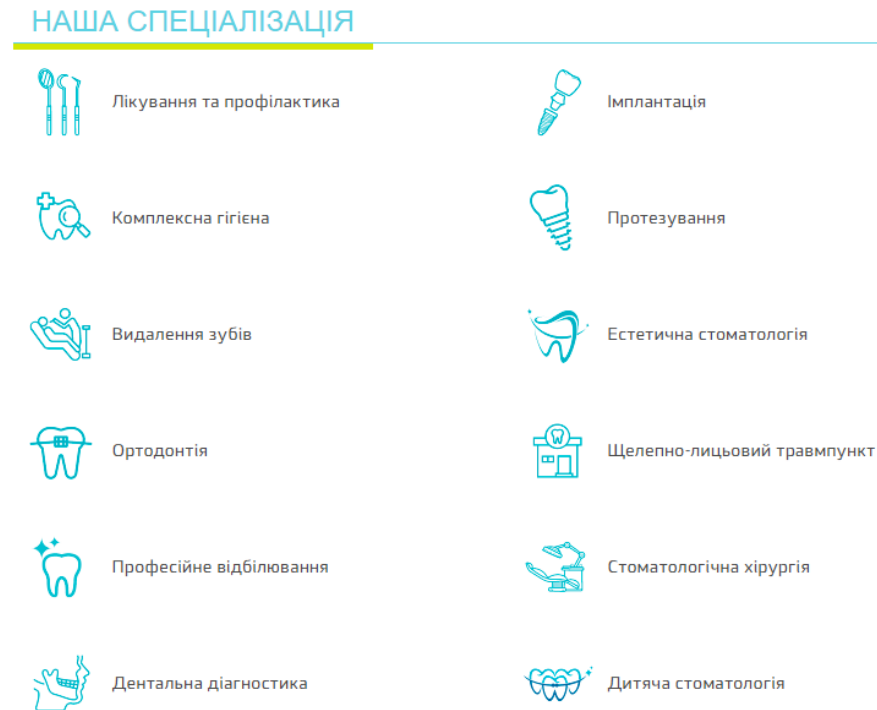 НАША СПЕЦІАЛІЗАЦІЯ
Лікування та профілактика
Імплантація
Комплексна гігієна
Протезування
Видалення зубів
Естетична стоматологія
Ортодонтія
Щелепно-лицьовий травмпункт
Професійне відбілювання
Стоматологічна хірургія
Дентальна діагностика
Дитяча стоматологія